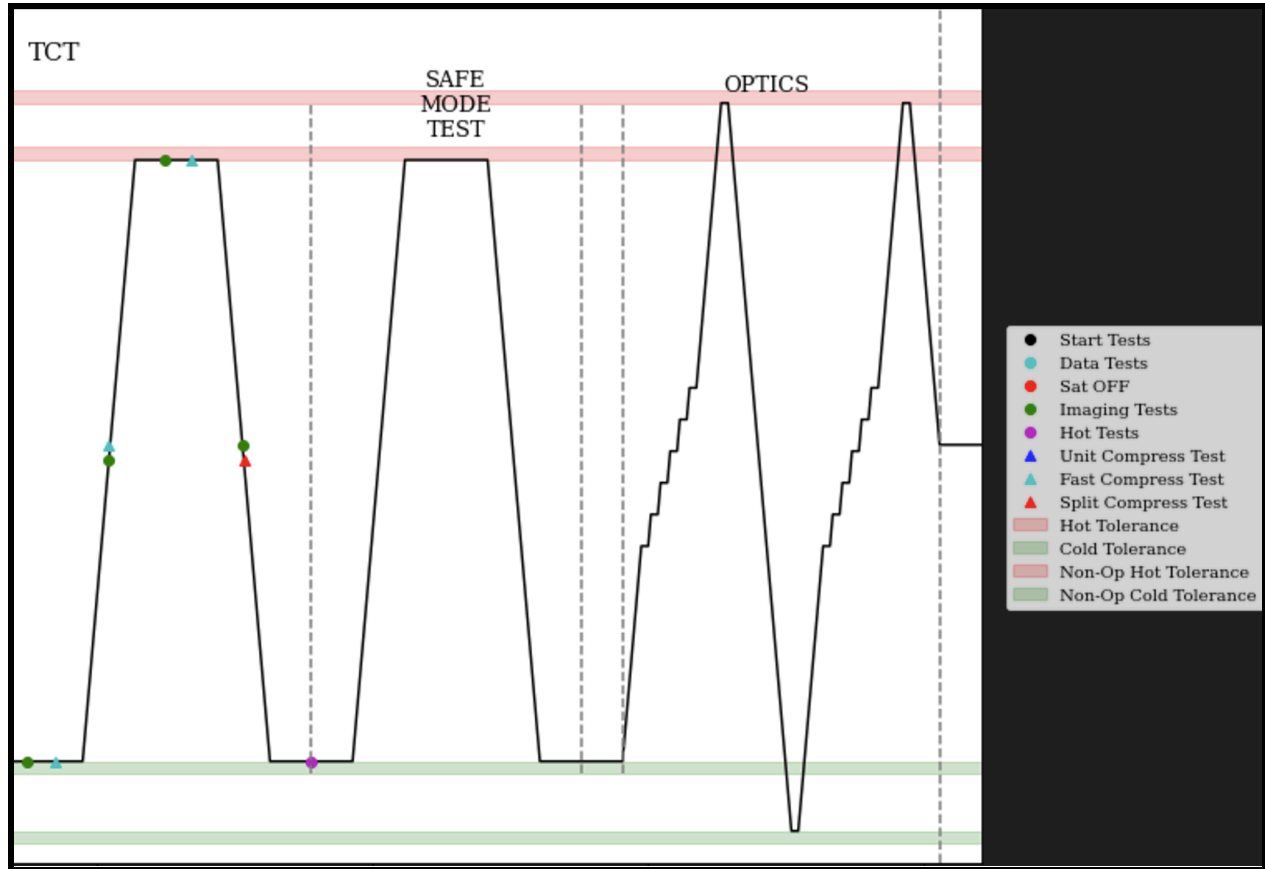 TCT
SAFE
MODE
TEST
OPTICS
Start Tests
Data Tests
Sat OFF
Imaging Tests
Hot Tests
Unit Compress Test
Fast Compress Test
Split Compress Test
Hot Tolerance
Cold Tolerance
Non-Op Hot Tolerance
Non-Op Cold Tolerance